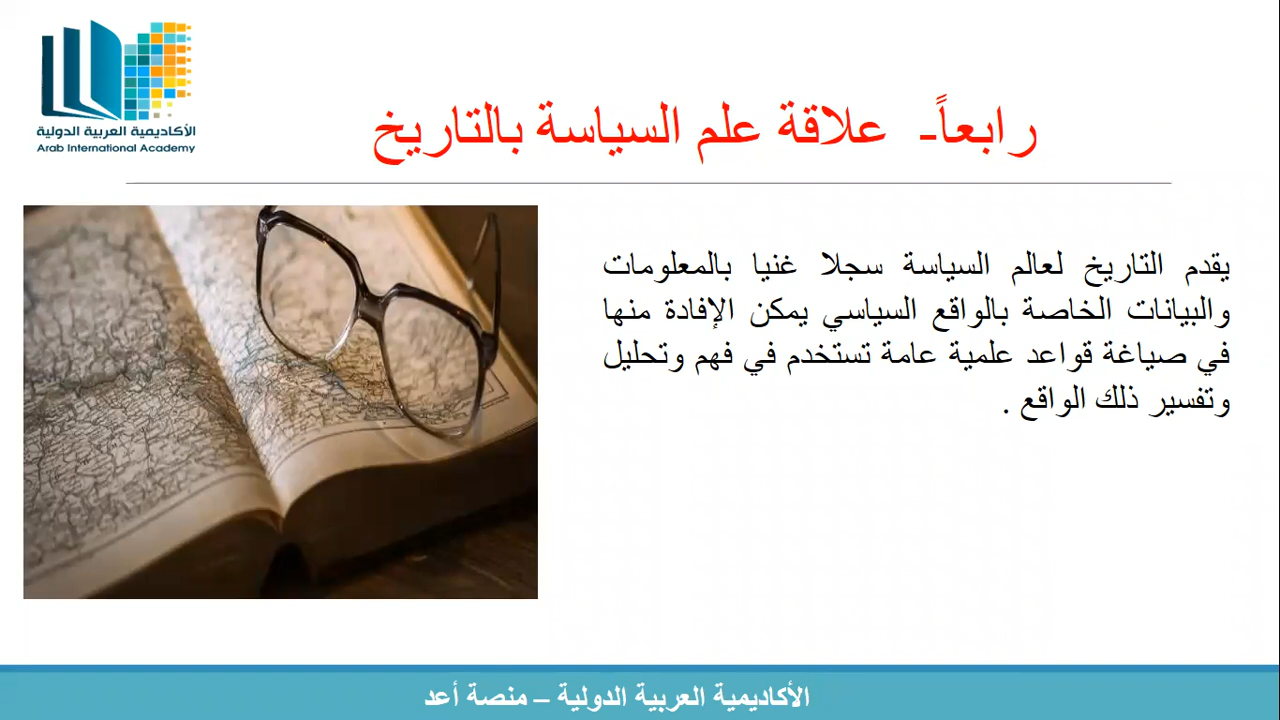 الأكاديمية العربية الدولية
Arab International Academy
رابعاً- علاقة علم السياسة بالتاريخ
يقدم التاريخ لعالم السياسة سجلا غنيا بالمعلومات
والبيانات الخاصة بالواقع السياسي يمكن الإفادة منها
في صياغة قواعد علمية عامة تستخدم في فهم وتحليل
وتفسير ذلك الواقع .
الأكاديمية العربية الدولية – منصة أعد